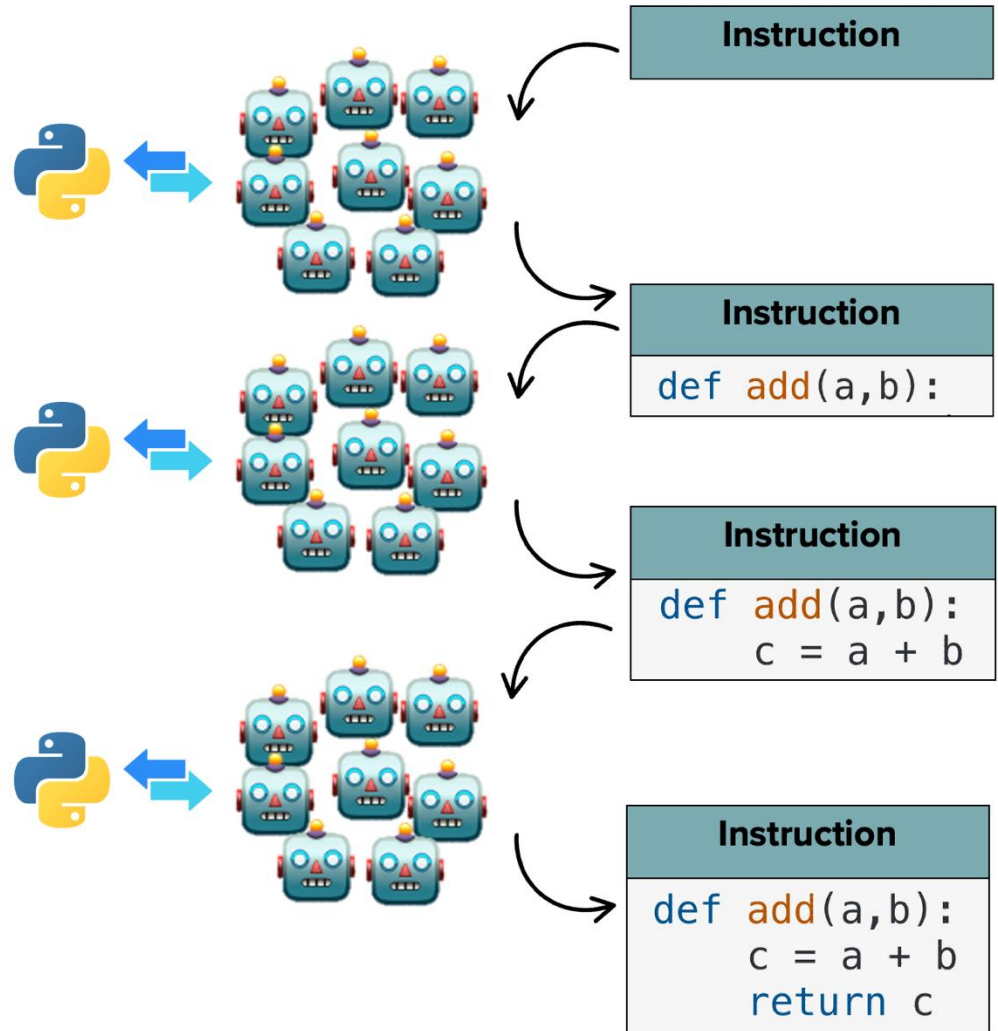 Instruction
Instruction
def add(a,b):
Instruction
def add(a,b):
    c = a + b
Instruction
def add(a,b):
    c = a + b
    return c